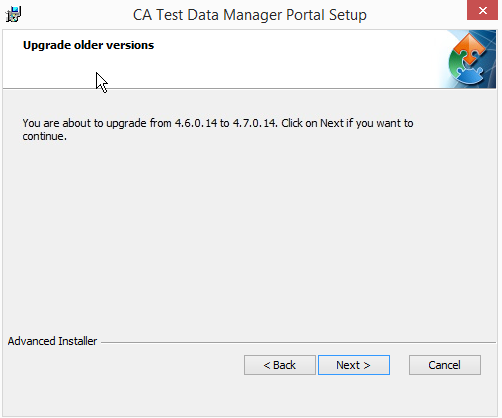 CA Test Data Manager Portal Setup
Upgrade older versions
You are about to upgrade from 4.6.0.14 to 4.7.0.14. Click on Next if you want to
continue.
Advanced Installer
< Back
Next >
Cancel